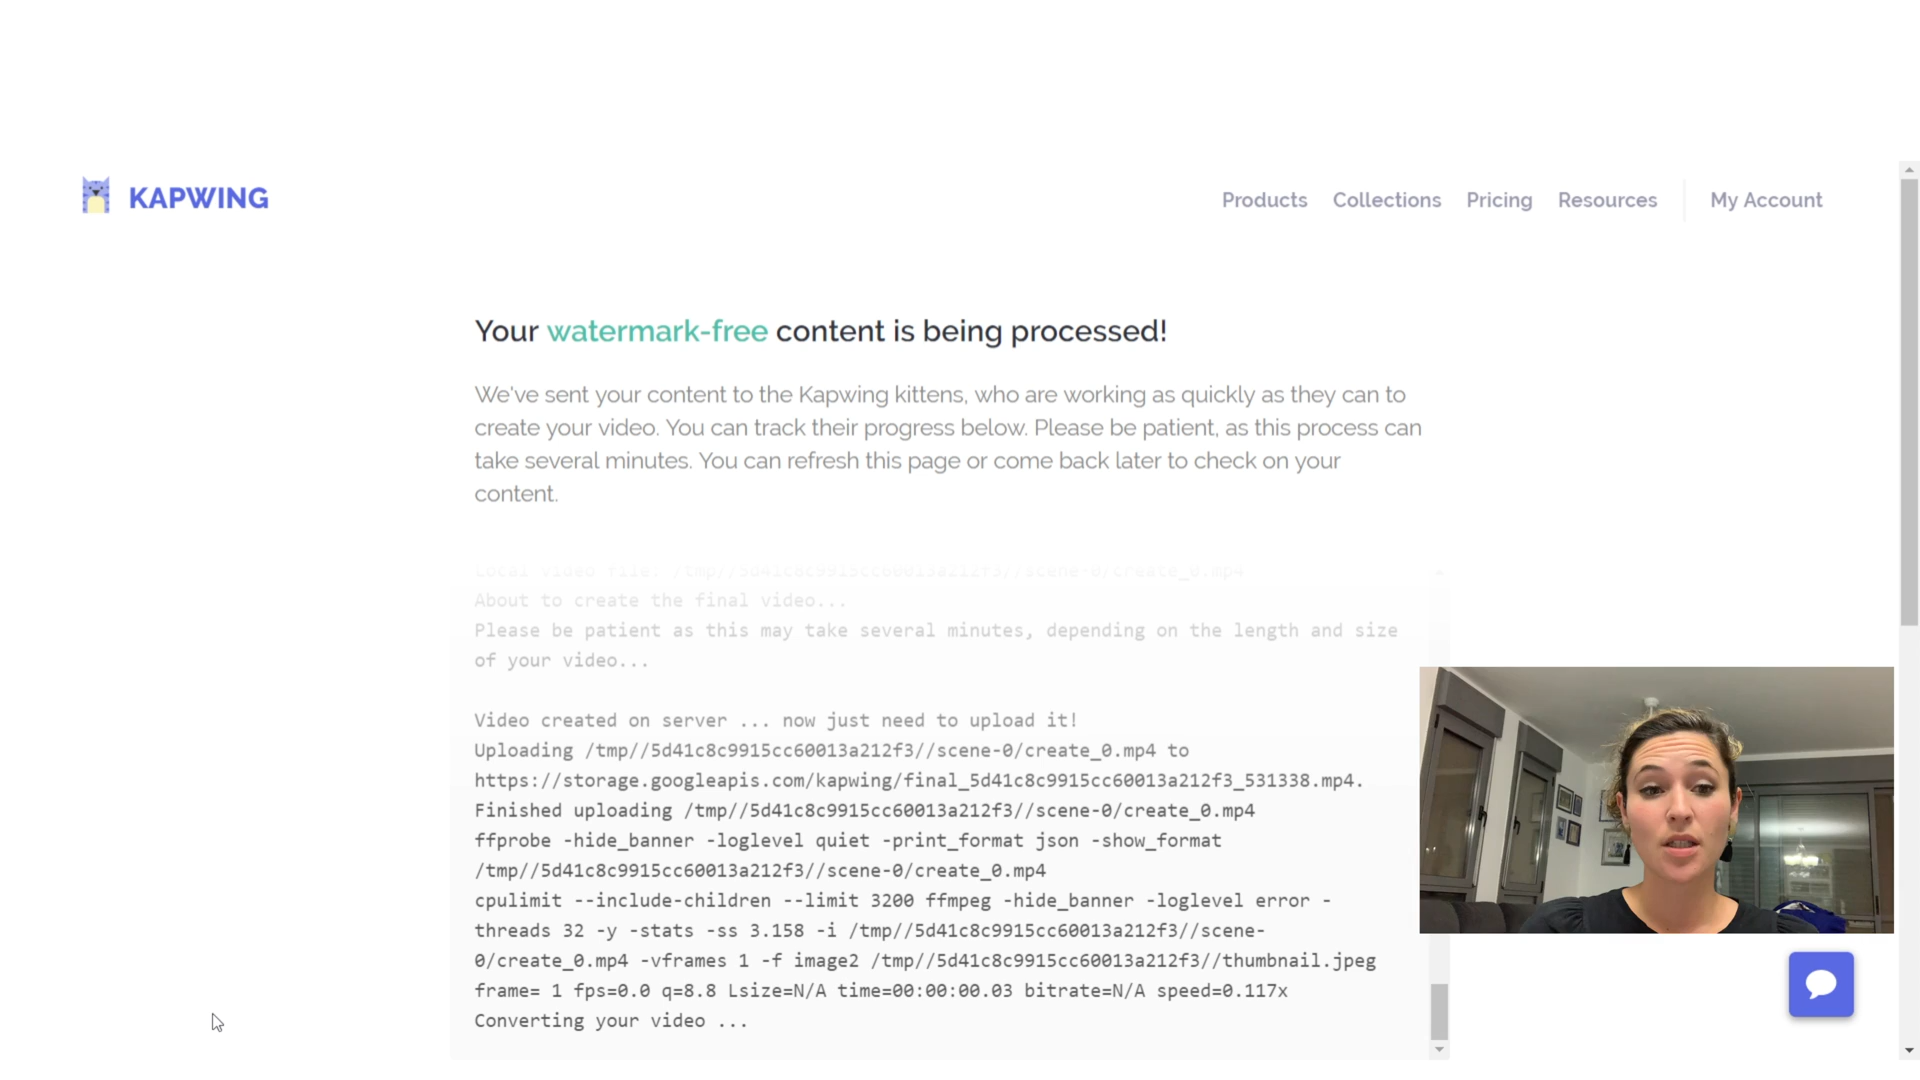 KAPWING
Products Collections Pricing Resources My Account
Your watermark-free content is being processed!
We've sent your content to the Kapwing kittens, who are working as quickly as they can to
create your video. You can track their progress below. Please be patient, as this process can
take several minutes. You can refresh this page or come back later to check on your
content.
Local video file: /tmp//5d41c8c9915cc60013a212f3//scene-0/create_0.mp4
About to create the final video...
Please be patient as this may take several minutes, depending on the length and size
of your video...
Video created on server ... now just need to upload it!
Uploading /tmp//5d41c8c9915cc60013a212f3//scene-0/create_0.mp4 to
https://storage.googleapis.com/kapwing/final_5d41c8c9915cc60013a212f3_531338.mp4.
Finished uploading /tmp//5d41c8c9915cc60013a212f3//scene-0/create_0.mp4
ffprobe -hide_banner -loglevel quiet -print_format json -show_format
/tmp//5d41c8c9915cc60013a212f3//scene-0/create_0.mp4
cpulimit --include-children --limit 3200 ffmpeg -hide_banner -loglevel error -
threads 32 -y -stats -ss 3.158 -i /tmp//5d41c8c9915cc60013a212f3//scene-
0/create_0.mp4 -vframes 1 -f image2 /tmp//5d41c8c9915cc60013a212f3//thumbnail.jpeg
frame= 1 fps=0.0 q=8.8 Lsize=N/A time=00:00:00.03 bitrate=N/A speed=0.117x
Converting your video ...